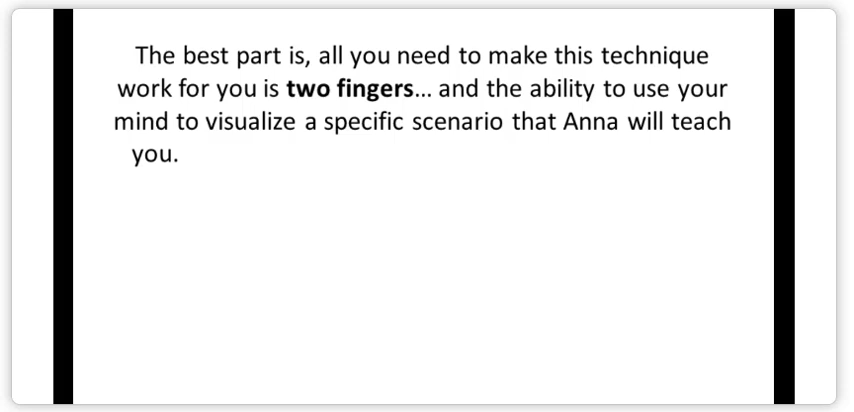 The best part is, all you need to make this technique
work for you is two fingers... and the ability to use your
mind to visualize a specific scenario that Anna will teach
you.